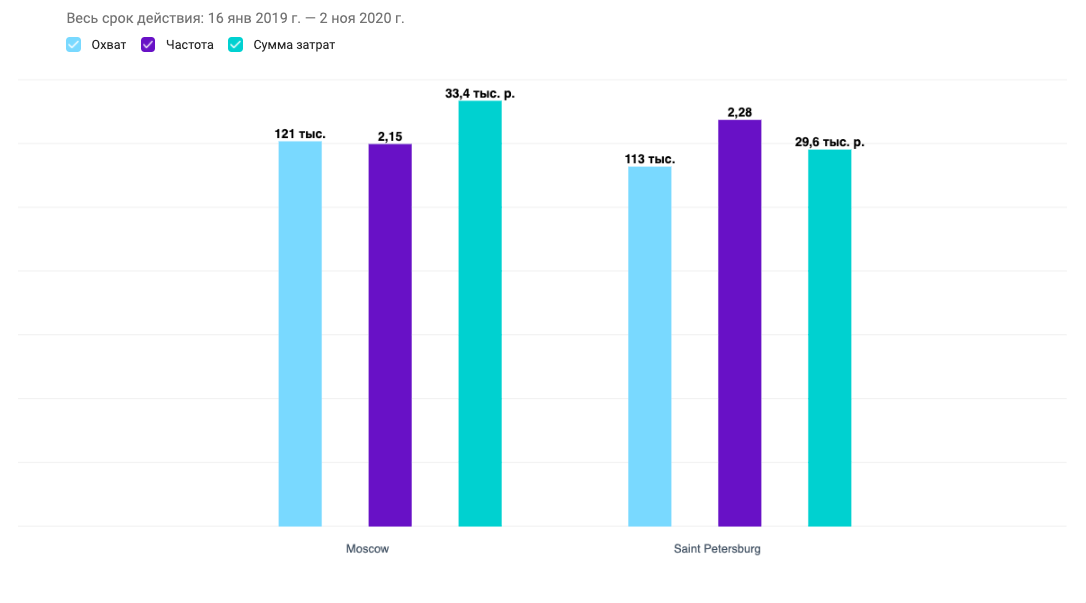 Весь срок действия: 16 янв 2019 г. — 2 ноя 2020 г.
Охват Частота Сумма затрат
33,4 тыс. р.
121 тыс. 2,15
2,28
113 тыс. 29,6 тыс. р.
Moscow Saint Petersburg